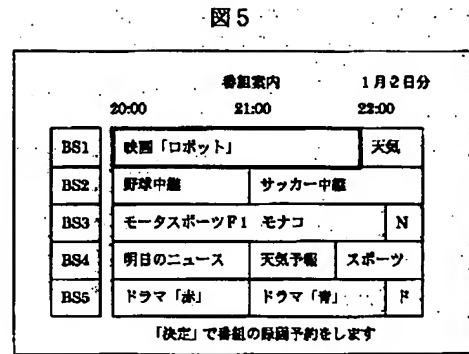 図5
番組案内 1月2日分
20:00 21:00 22:00
BS1 映画「ロボット」 天気
BS2 野球中継 サッカー中継
BS3 モータスポーツF1 モナコ N
BS4 明日のニュース 天気予報 スポーツ
BS5 ドラマ「赤」 ドラマ「青」 ド
「決定」で番組の録画予約をします